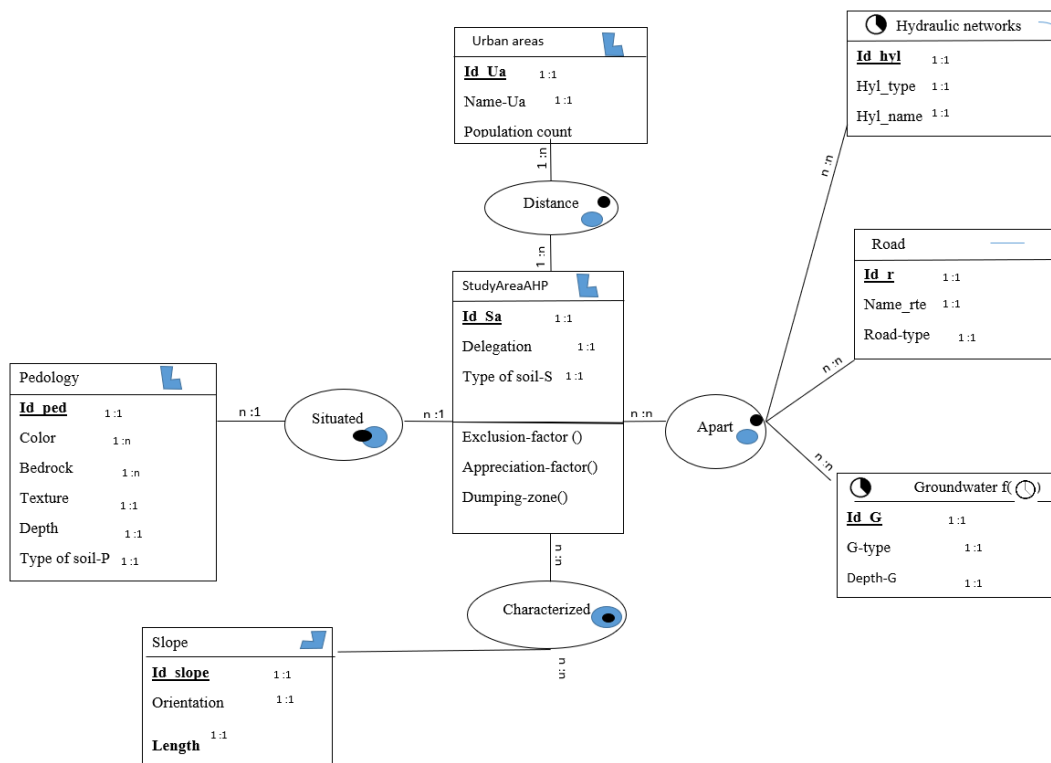 Urban areas
Id_Ua 1 :1
Name-Ua 1 :1
Population count
1 :n
Distance
1 :n
Hydraulic networks
Id_hyl 1 :1
Hyl_type 1 :1
Hyl_name 1 :1
n :n
Road
Id_r 1 :1
Name_rte 1 :1
Road-type 1 :1
n :n
StudyAreaAHP
Id_Sa 1 :1
Delegation 1 :1
Type of soil-S 1 :1
Exclusion-factor ()
Appreciation-factor()
Dumping-zone()
Pedology
Id_ped 1 :1
Color 1 :n
Bedrock 1 :n
Texture 1 :1
Depth 1 :1
Type of soil-P 1 :1
n :1
Situated
n :1
n :n
Apart
n :n
Groundwater f( )
Id_G 1 :1
G-type 1 :1
Depth-G 1 :1
n :n
Characterized
n :n
Slope
Id_slope 1 :1
Orientation 1 :1
Length 1 :1